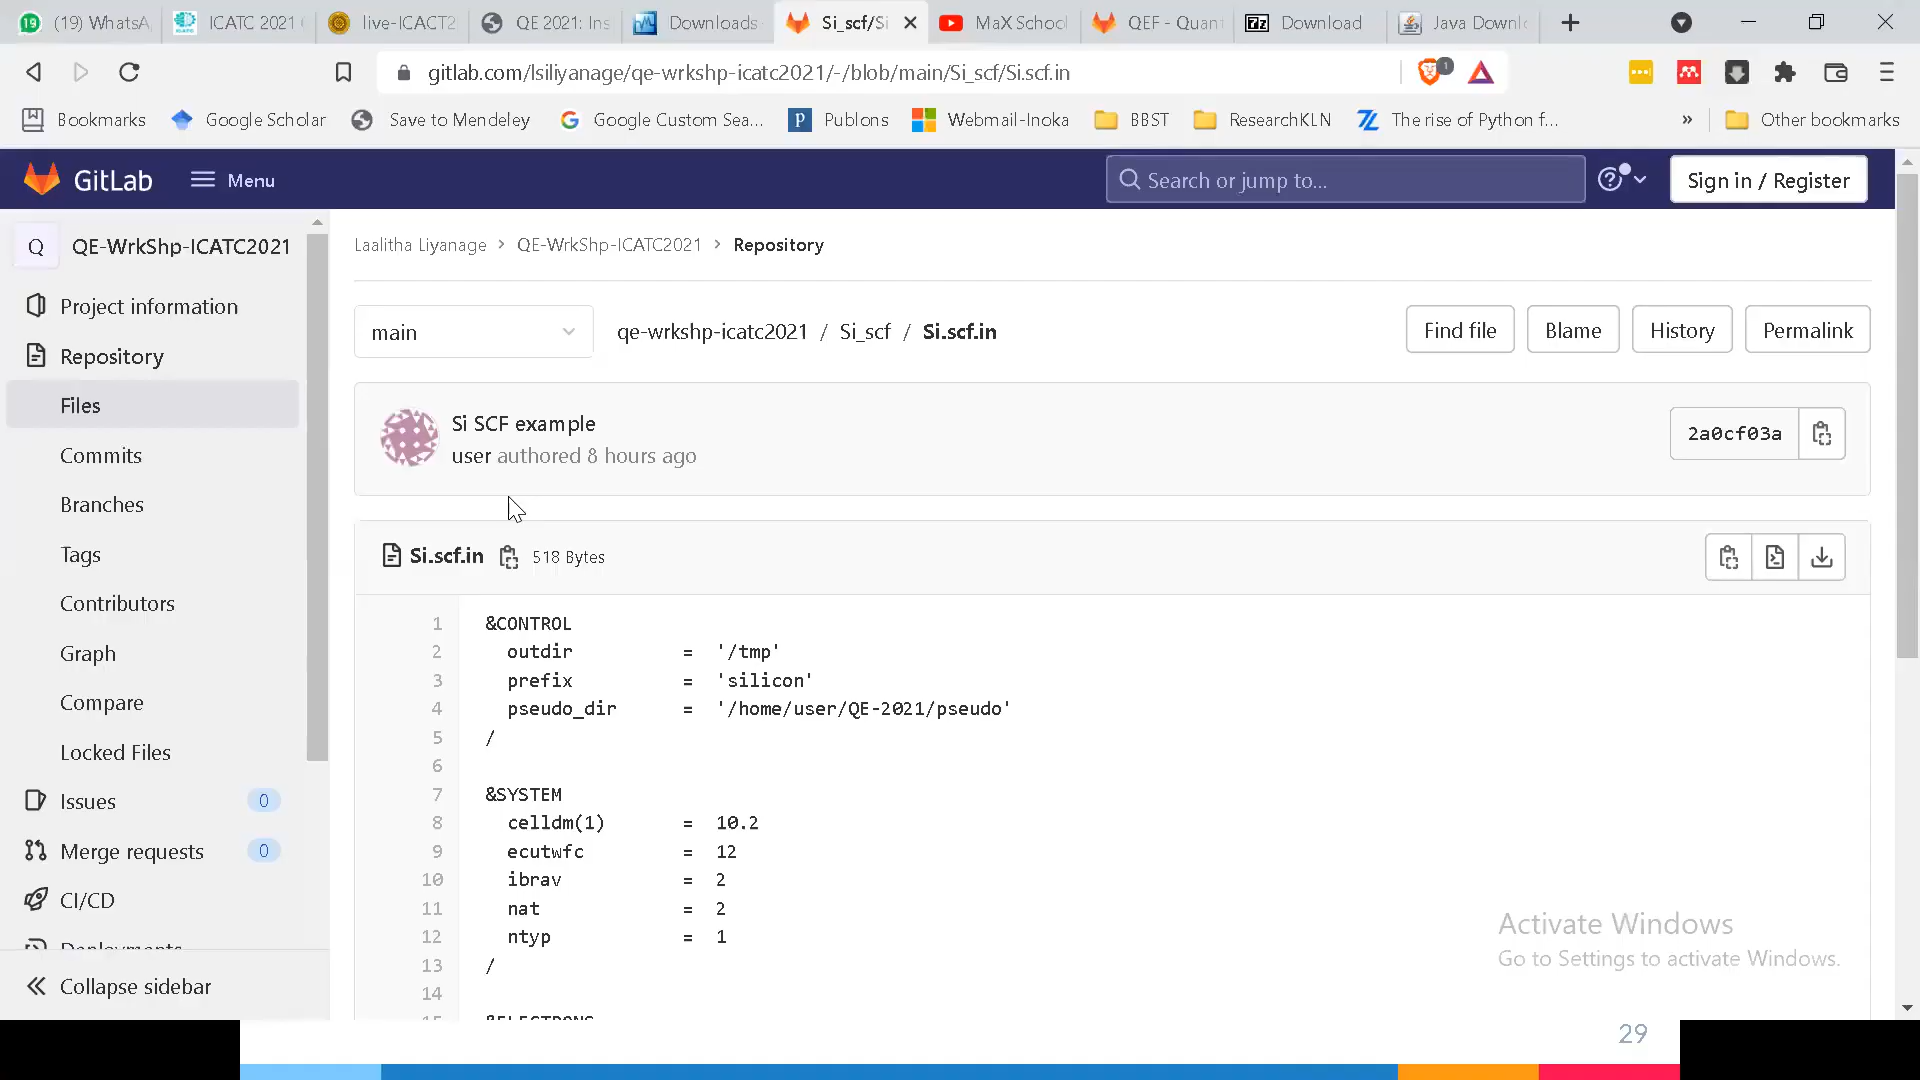 (19) WhatsA
ICATC 2021
live-ICACT2
QE 2021: Ins
Downloads
Si_scf/Si
MaX School
QEF - Quant
Download
Java Downl
gitlab.com/lsiliyanage/qe-wrkshp-icatc2021/-/blob/main/Si_scf/Si.scf.in
1
Bookmarks
Google Scholar
Save to Mendeley
Google Custom Sea...
Publons
Webmail-Inoka
BBST
ResearchKLN
The rise of Python f...
»
Other bookmarks
GitLab
Menu
Search or jump to...
Sign in / Register
Q QE-WrkShp-ICATC2021
Project information
Repository
Files
Commits
Branches
Tags
Contributors
Graph
Compare
Locked Files
Issues 0
Merge requests 0
CI/CD
Deployments
Collapse sidebar
Laalitha Liyanage > QE-WrkShp-ICATC2021 > Repository
main
qe-wrkshp-icatc2021 / Si_scf / Si.scf.in
Find file
Blame
History
Permalink
Si SCF example
user authored 8 hours ago
2a0cf03a
Si.scf.in 518 Bytes
1 &CONTROL
2 outdir = '/tmp'
3 prefix = 'silicon'
4 pseudo_dir = '/home/user/QE-2021/pseudo'
5 /
6
7 &SYSTEM
8 celldm(1) = 10.2
9 ecutwfc = 12
10 ibrav = 2
11 nat = 2
12 ntyp = 1
13 /
14
15 &ELECTRONS
Activate Windows
Go to Settings to activate Windows.
29